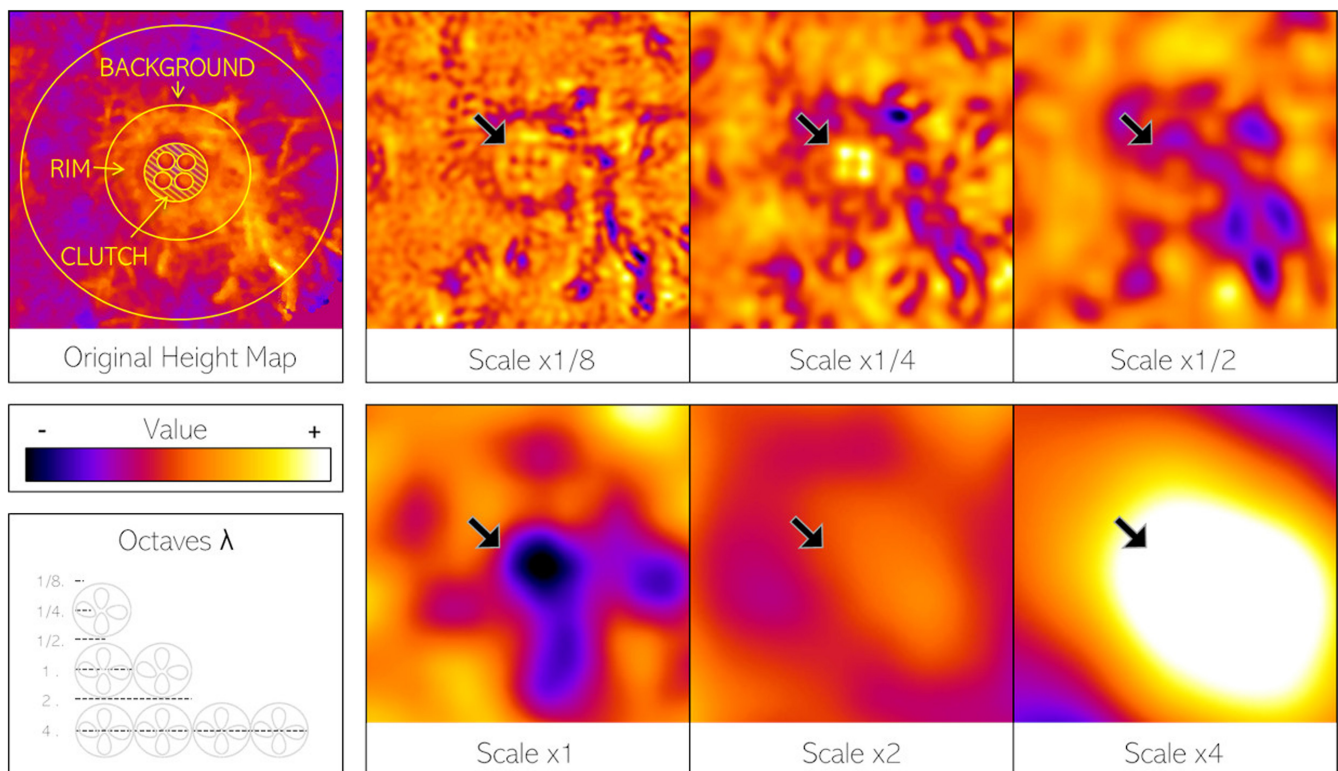 BACKGROUND
RIM
CLUTCH
Original Height Map
Scale x1/8
Scale x1/4
Scale x1/2
- Value +
Octaves λ
1/8.
1/4.
1/2.
1 .
2 .
4 .
Scale x1
Scale x2
Scale x4